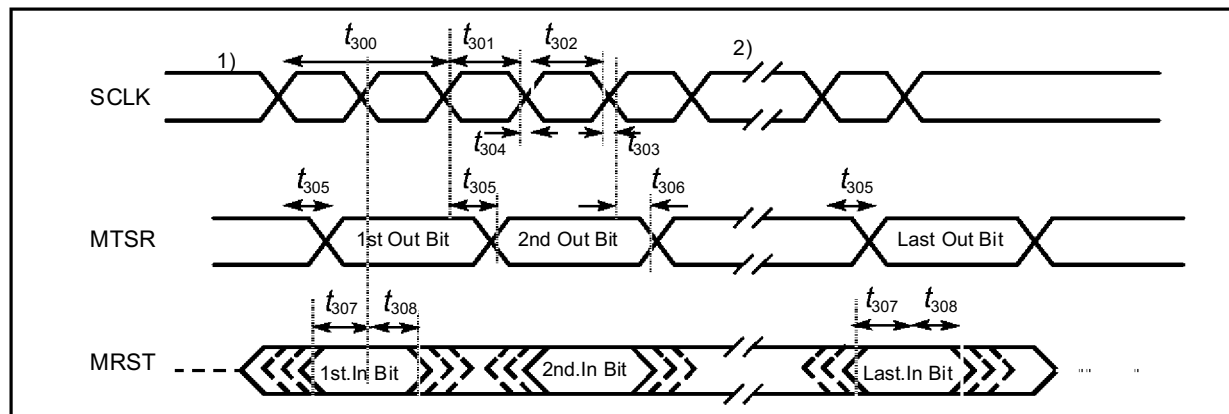 1) t300 t301 t302 2)
SCLK
t304 t303
t305 t305 t306 t305
MTSR 1st Out Bit 2nd Out Bit Last Out Bit
t307 t308 t307 t308
MRST 1st.In Bit 2nd.In Bit Last.In Bit